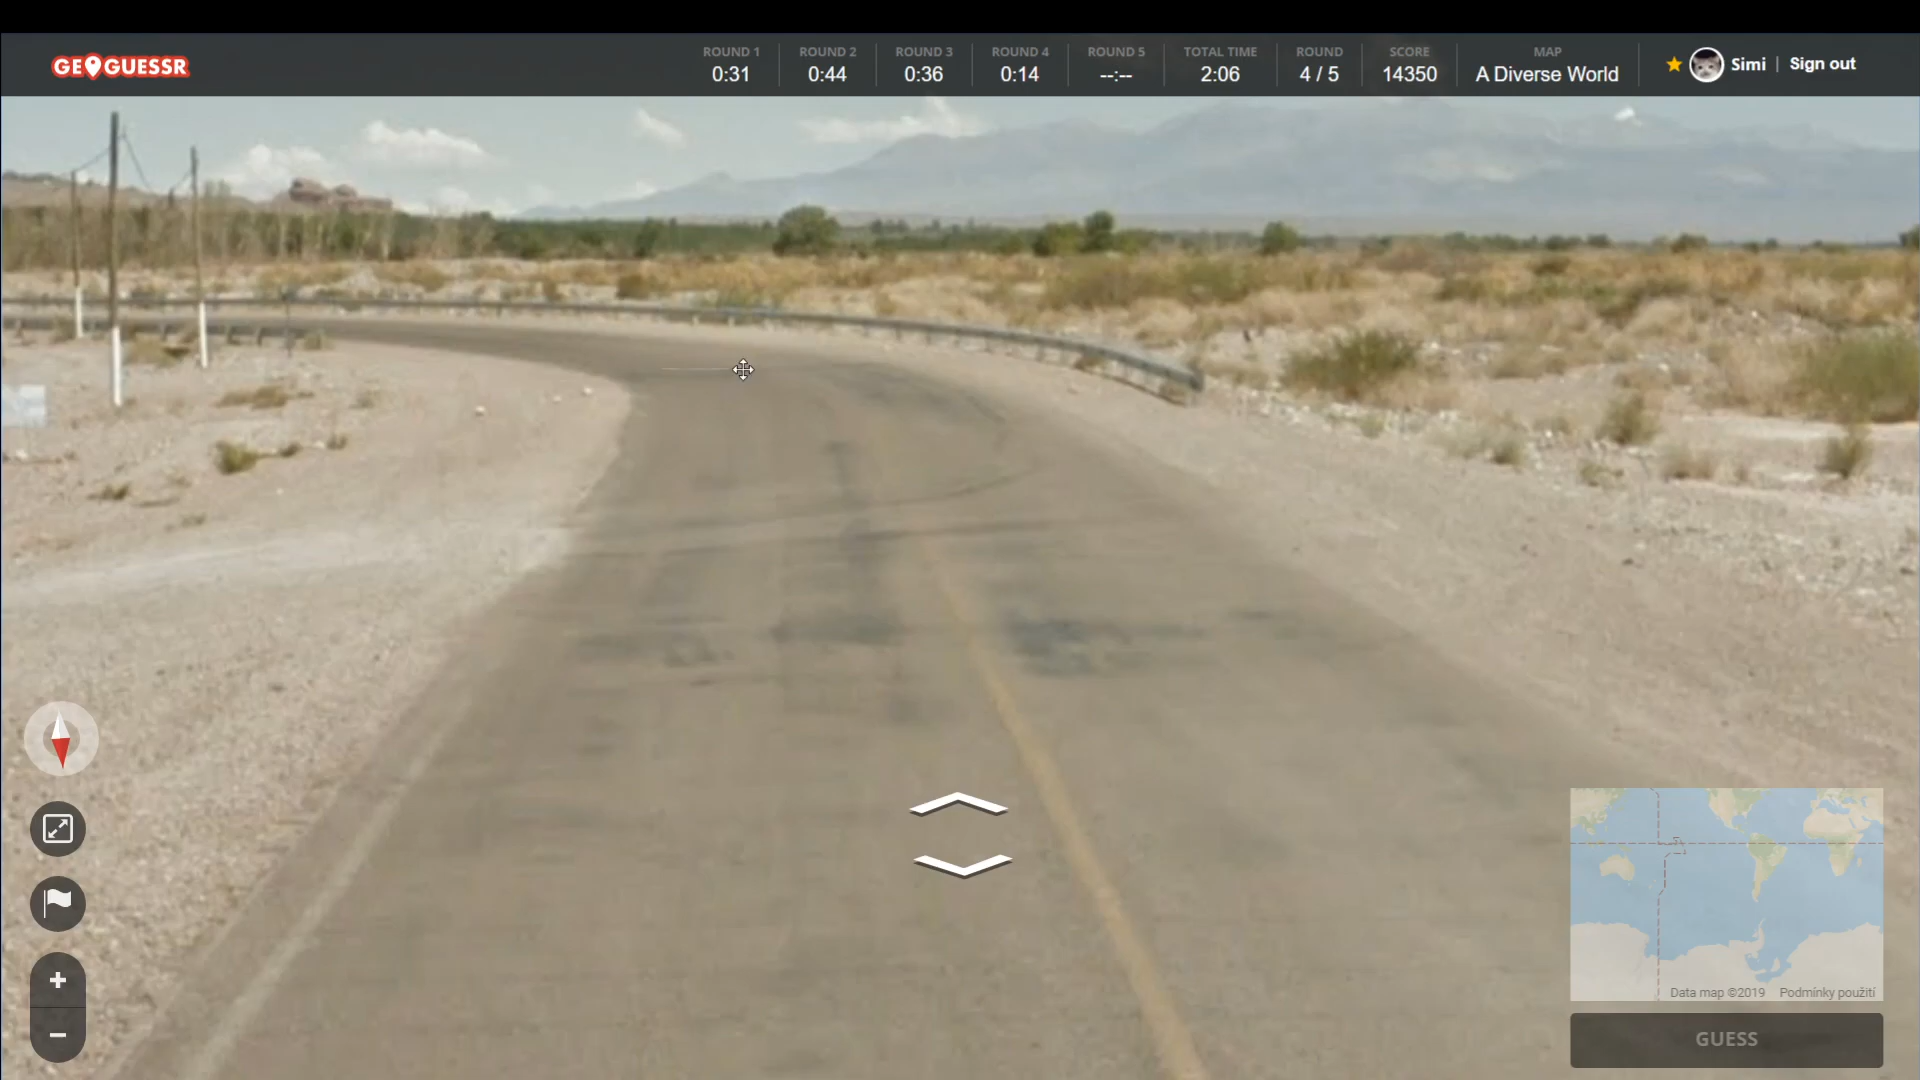 GEOGUESSR
ROUND 1
0:31
ROUND 2
0:44
ROUND 3
0:36
ROUND 4
0:14
ROUND 5
--:--
TOTAL TIME
2:06
ROUND
4 / 5
SCORE
14350
MAP
A Diverse World
Simi | Sign out
Data map ©2019 Podmínky použití
GUESS